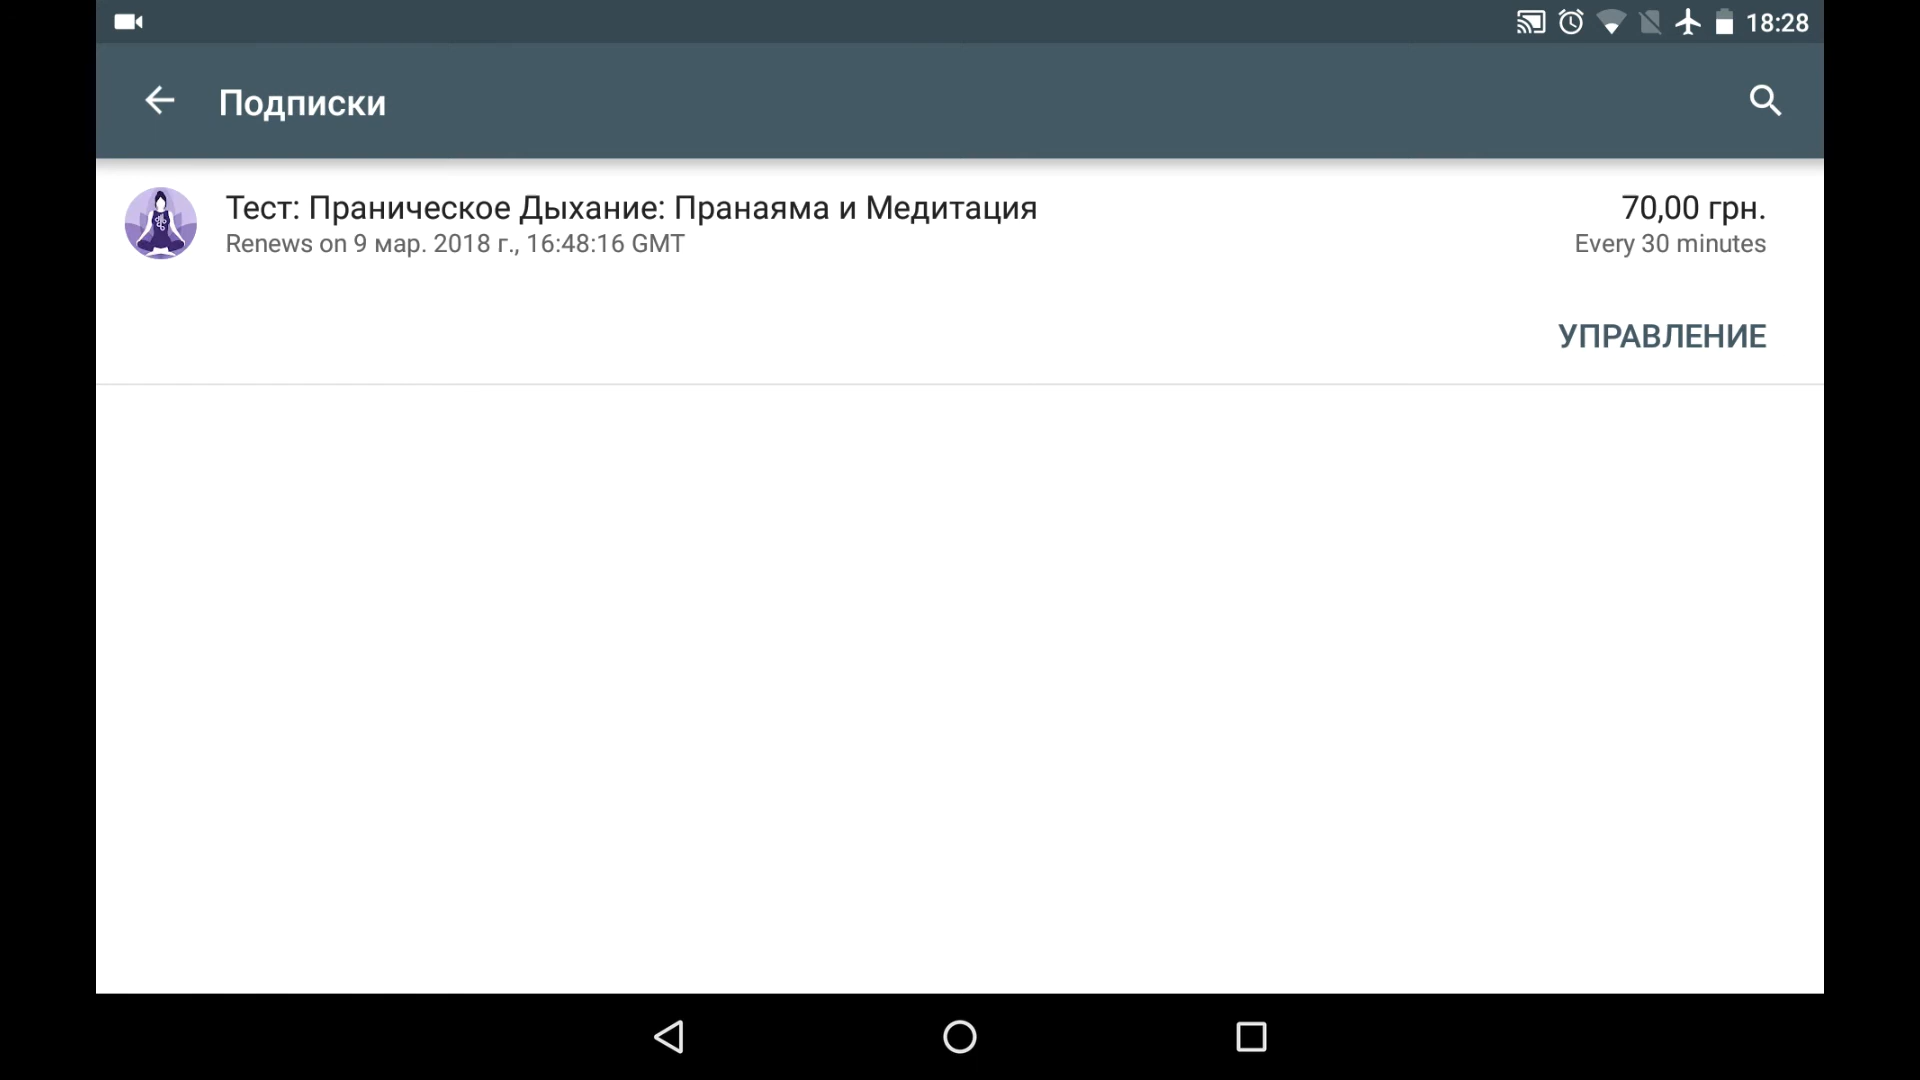 18:28
Подписки
Тест: Праническое Дыхание: Пранаяма и Медитация
70,00 грн.
Renews on 9 мар. 2018 г., 16:48:16 GMT
Every 30 minutes
УПРАВЛЕНИЕ